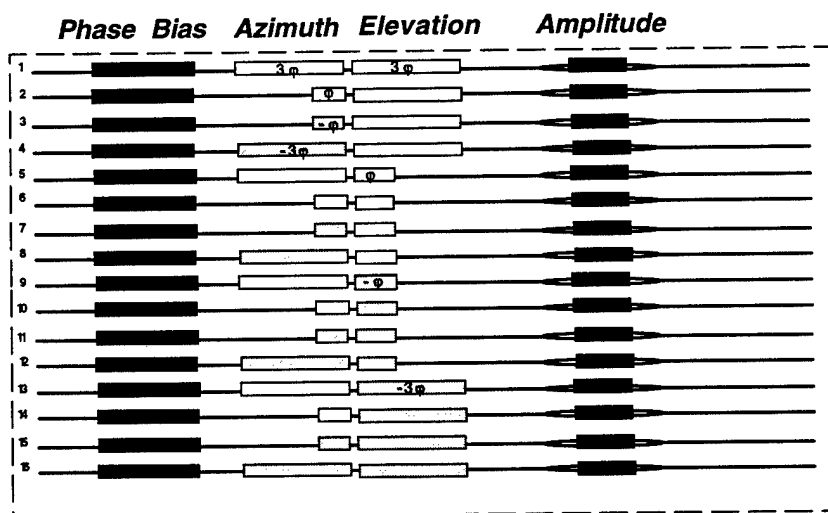 Phase Bias Azimuth Elevation Amplitude
1 3φ 3φ
2 φ
3 -φ
4 -3φ
5 φ
6
7
8
9 -φ
10
11
12
13 -3φ
14
15
15